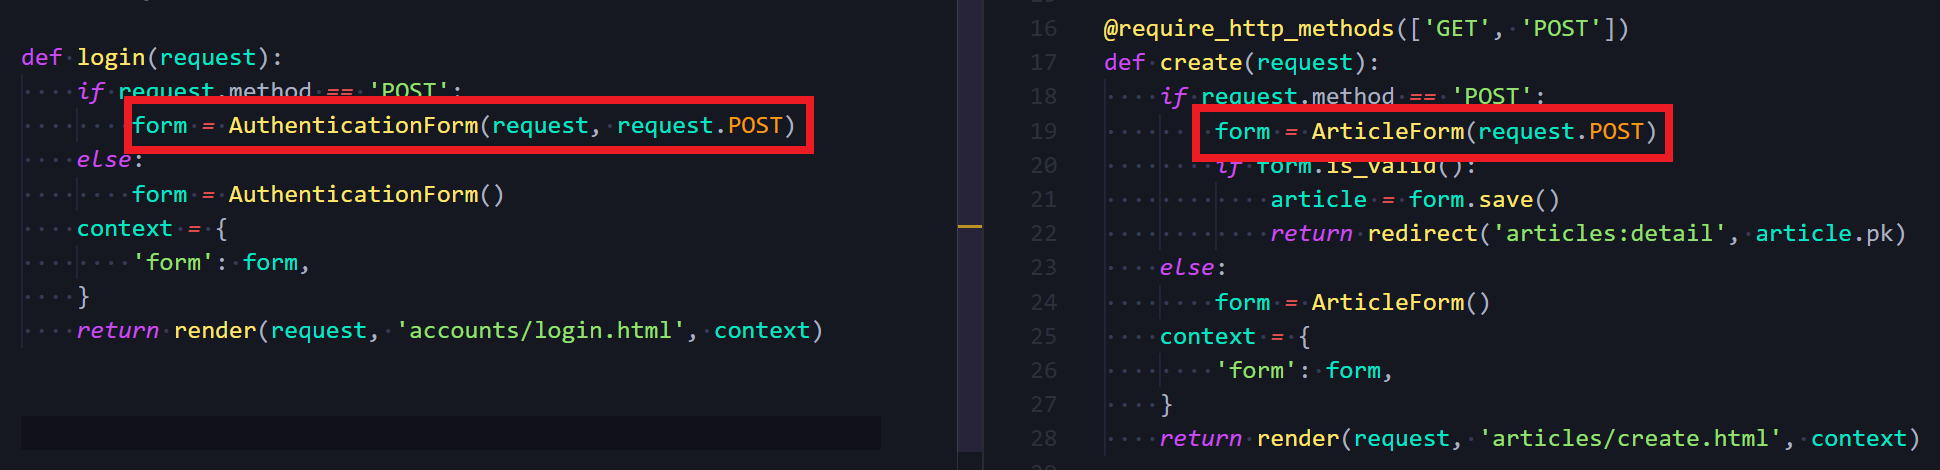 def login(request):
    if request.method == 'POST':
        form = AuthenticationForm(request, request.POST)
    else:
        form = AuthenticationForm()
    context = {
        'form': form,
    }
    return render(request, 'accounts/login.html', context)
16 @require_http_methods(['GET', 'POST'])
17 def create(request):
18     if request.method == 'POST':
19         form = ArticleForm(request.POST)
20         if form.is_valid():
21             article = form.save()
22             return redirect('articles:detail', article.pk)
23     else:
24         form = ArticleForm()
25     context = {
26         'form': form,
27     }
28     return render(request, 'articles/create.html', context)